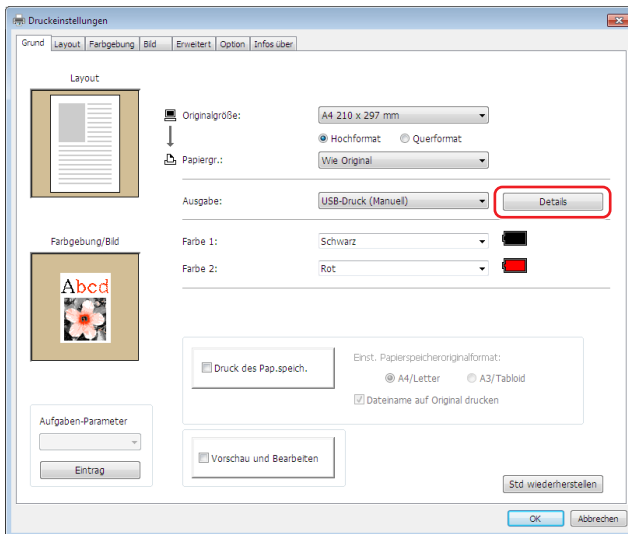 Druckeinstellungen
Grund Layout Farbgebung Bild Erweitert Option Infos über
Layout
Originalgröße: A4 210 x 297 mm
Hochformat Querformat
Papiergr.: Wie Original
Ausgabe: USB-Druck (Manuell) Details
Farbgebung/Bild
Farbe 1: Schwarz
Farbe 2: Rot
Abcd
Druck des Pap.speich.
Einst. Papierspeicheroriginalformat:
A4/Letter A3/Tabloid
Dateiname auf Original drucken
Aufgaben-Parameter
Eintrag
Vorschau und Bearbeiten
Std wiederherstellen
OK Abbrechen